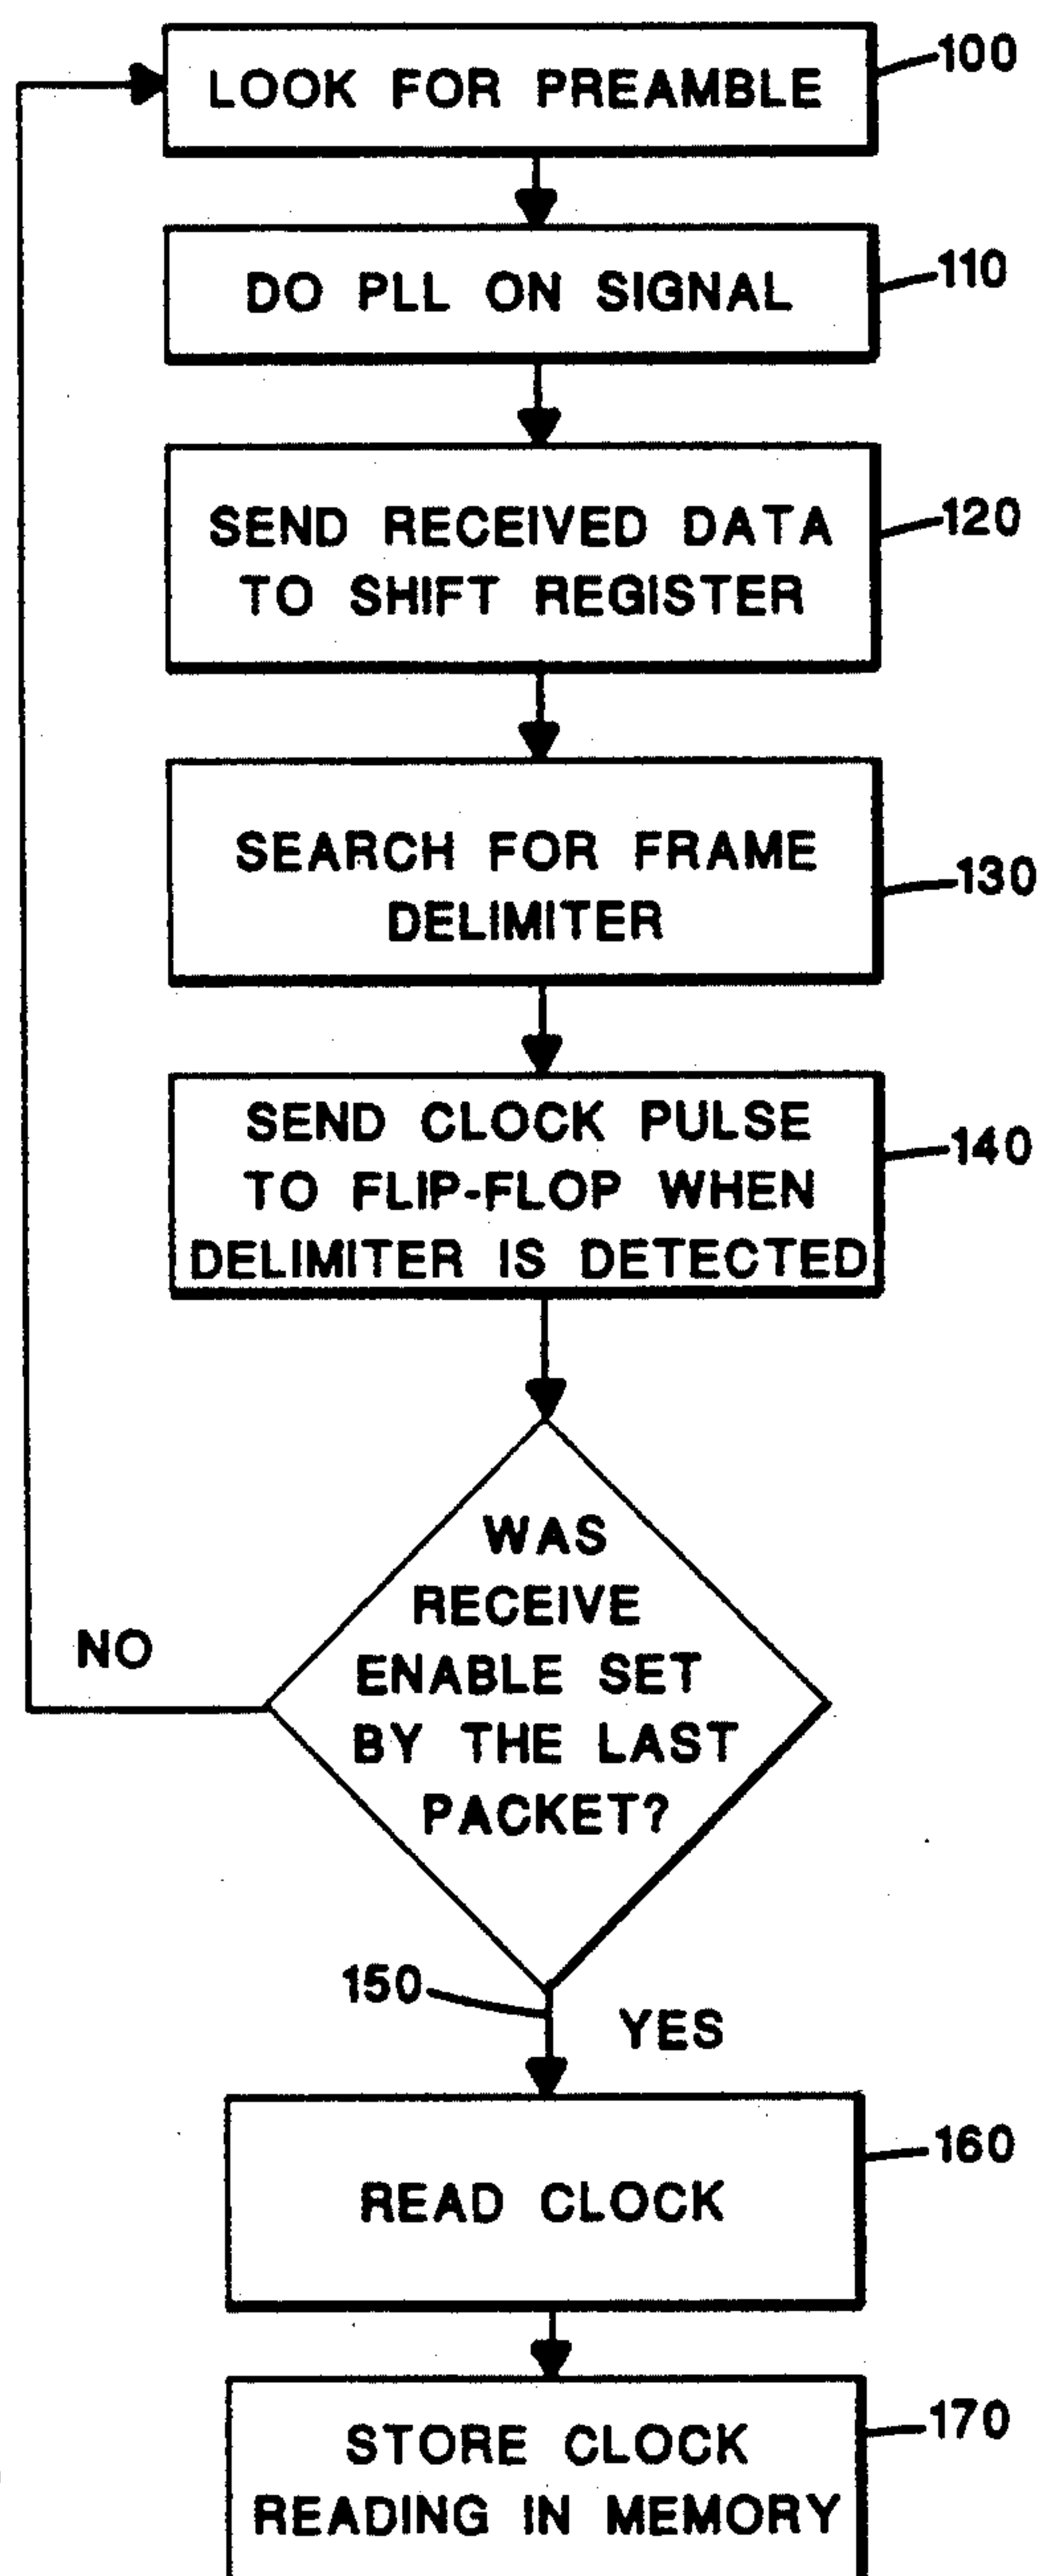 LOOK FOR PREAMBLE
100
DO PLL ON SIGNAL
110
SEND RECEIVED DATA
TO SHIFT REGISTER
120
SEARCH FOR FRAME
DELIMITER
130
SEND CLOCK PULSE
TO FLIP-FLOP WHEN
DELIMITER IS DETECTED
140
WAS
RECEIVE
ENABLE SET
BY THE LAST
PACKET?
NO
150
YES
READ CLOCK
160
STORE CLOCK
READING IN MEMORY
170